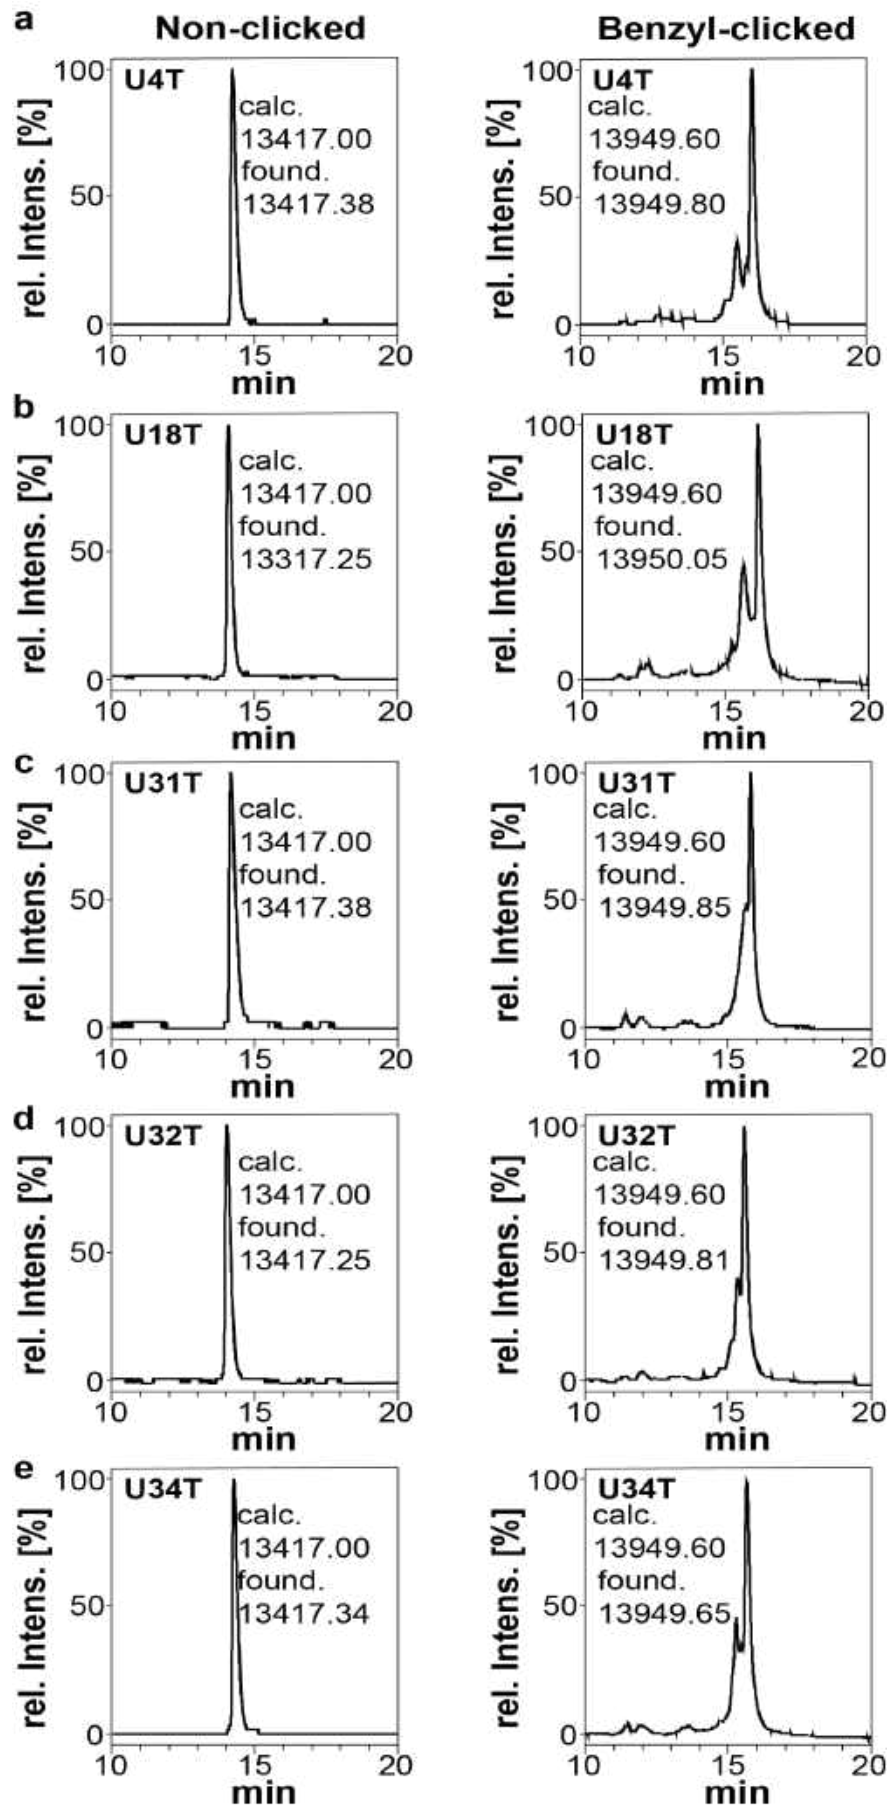 a Non-clicked Benzyl-clicked
rel. Intens. [%]
100
50
0
U4T
calc.
13417.00
found.
13417.38
10 15 20
min
rel. Intens. [%]
100
50
0
U4T
calc.
13949.60
found.
13949.80
10 15 20
min
b
rel. Intens. [%]
100
50
0
U18T
calc.
13417.00
found.
13317.25
10 15 20
min
rel. Intens. [%]
100
50
0
U18T
calc.
13949.60
found.
13950.05
10 15 20
min
c
rel. Intens. [%]
100
50
0
U31T
calc.
13417.00
found.
13417.38
10 15 20
min
rel. Intens. [%]
100
50
0
U31T
calc.
13949.60
found.
13949.85
10 15 20
min
d
rel. Intens. [%]
100
50
0
U32T
calc.
13417.00
found.
13417.25
10 15 20
min
rel. Intens. [%]
100
50
0
U32T
calc.
13949.60
found.
13949.81
10 15 20
min
e
rel. Intens. [%]
100
50
0
U34T
calc.
13417.00
found.
13417.34
10 15 20
min
rel. Intens. [%]
100
50
0
U34T
calc.
13949.60
found.
13949.65
10 15 20
min